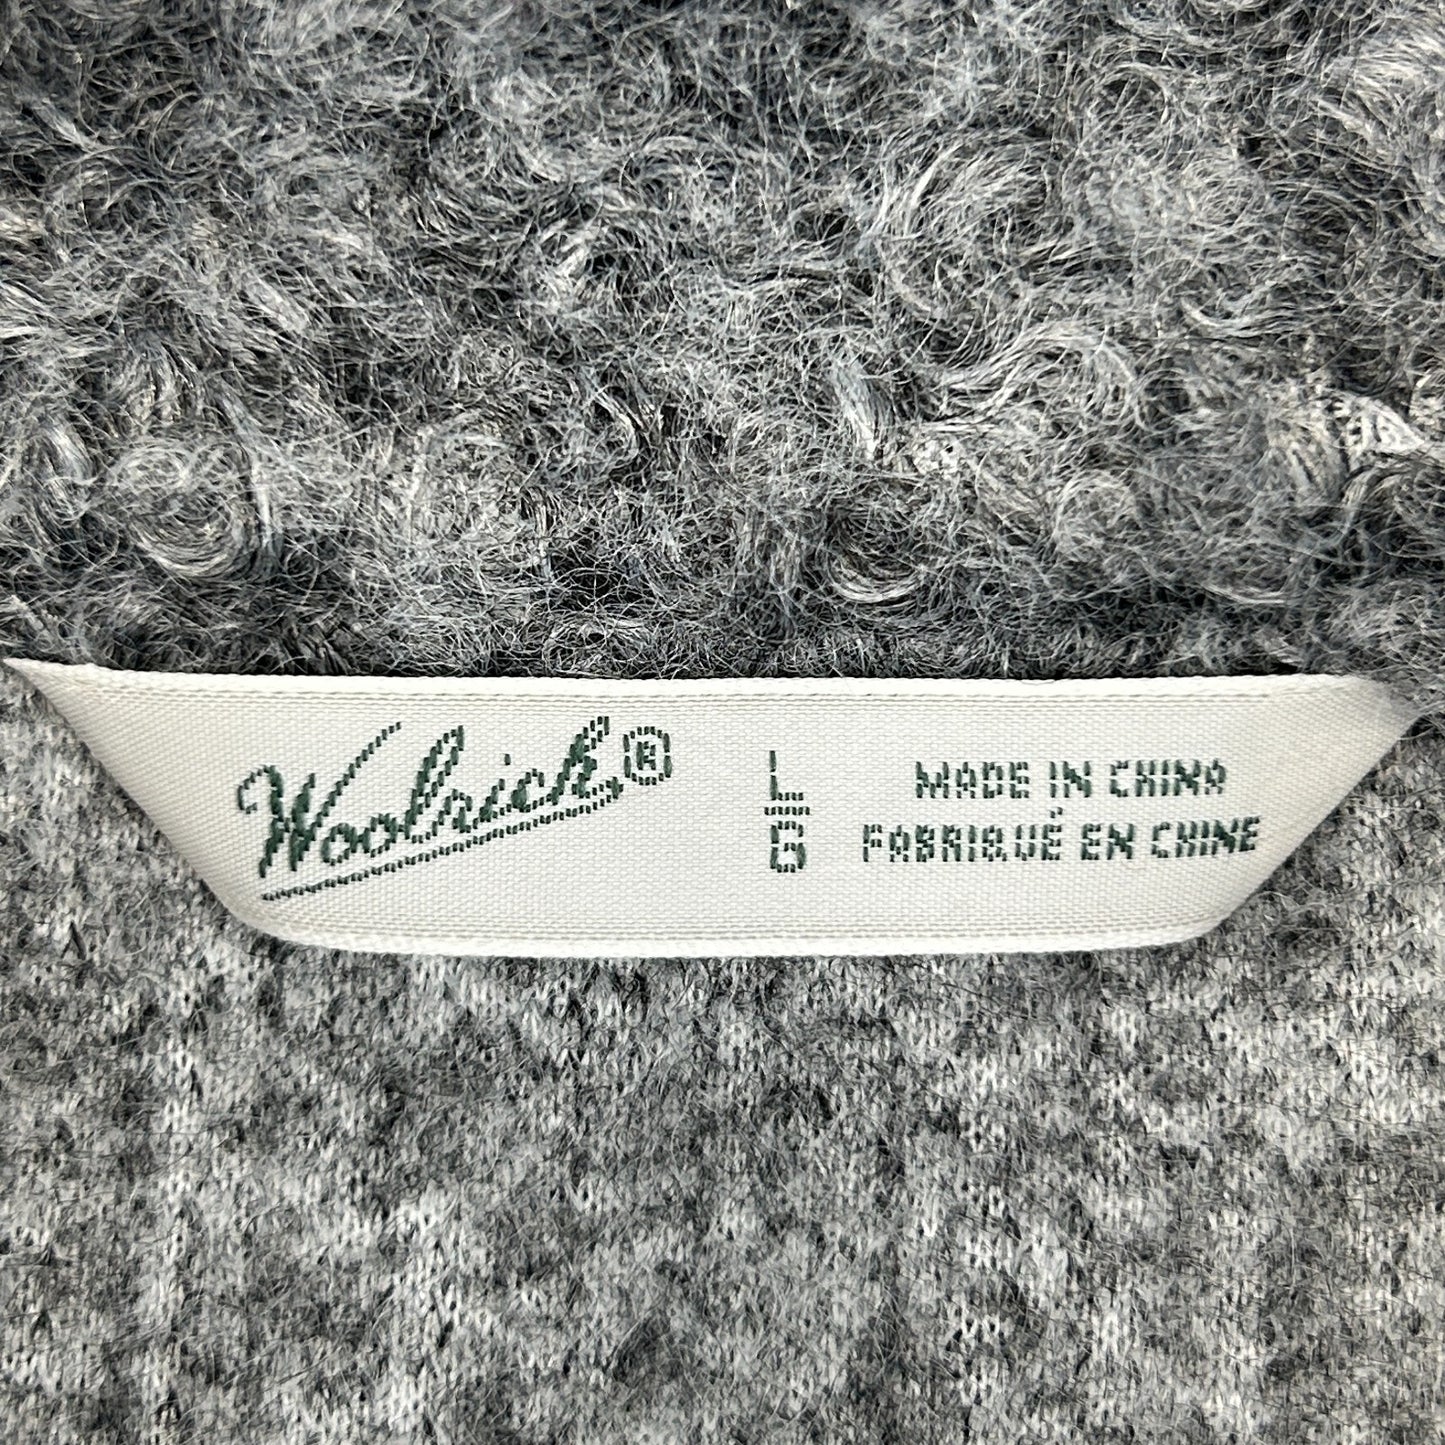 Woolrich®
L
G
MADE IN CHINA
FABRIQUÉ EN CHINE